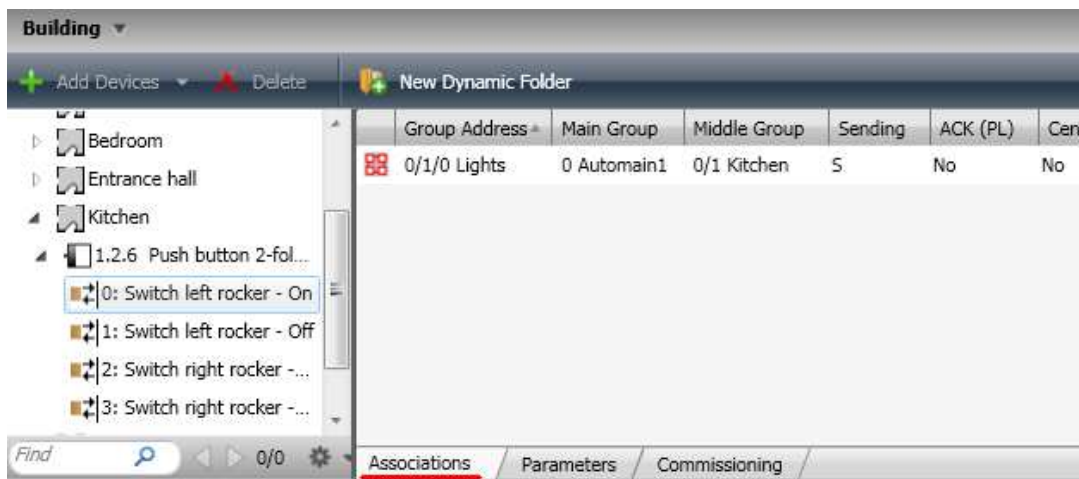 Building
Add Devices Delete New Dynamic Folder
Bedroom
Entrance hall
Kitchen
1.2.6 Push button 2-fol...
0: Switch left rocker - On
1: Switch left rocker - Off
2: Switch right rocker -...
3: Switch right rocker -...
Find 0/0
Group Address Main Group Middle Group Sending ACK (PL) Cen
0/1/0 Lights 0 Automain1 0/1 Kitchen S No No
Associations Parameters Commissioning